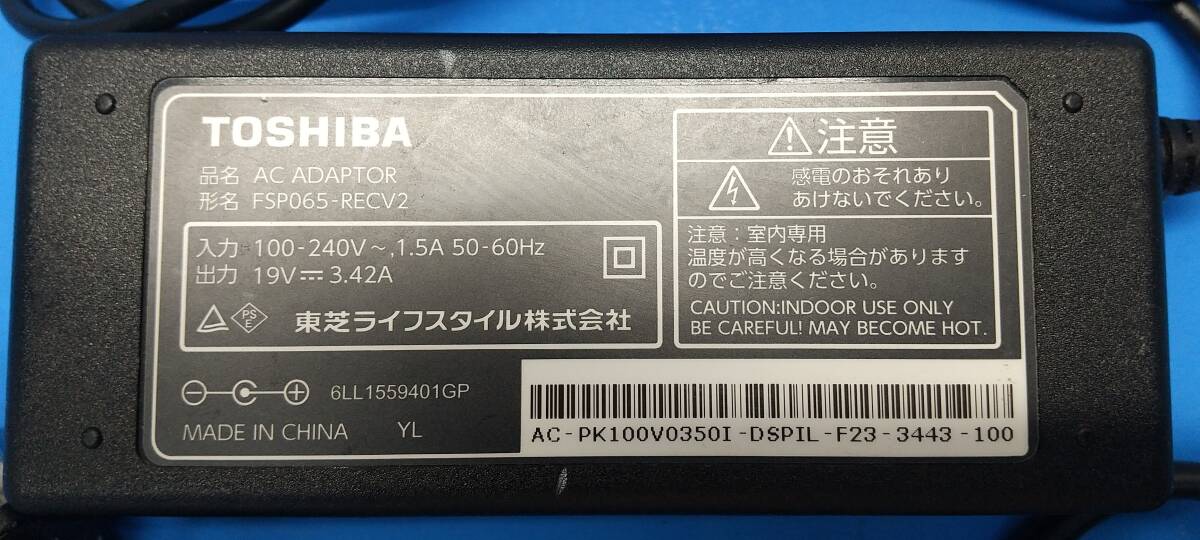 TOSHIBA
品名 AC ADAPTOR
形名 FSP065-RECV2
入力 100-240V～,1.5A 50-60Hz
出力 19V⎓ 3.42A
PS
E
東芝ライフスタイル株式会社
6LL1559401GP
MADE IN CHINA YL
注意
感電のおそれあり
あけないでください。
注意：室内専用
温度が高くなる場合があります
のでご注意ください。
CAUTION:INDOOR USE ONLY
BE CAREFUL! MAY BECOME HOT.
AC-PK100V0350I-DSPIL-F23-3443-100